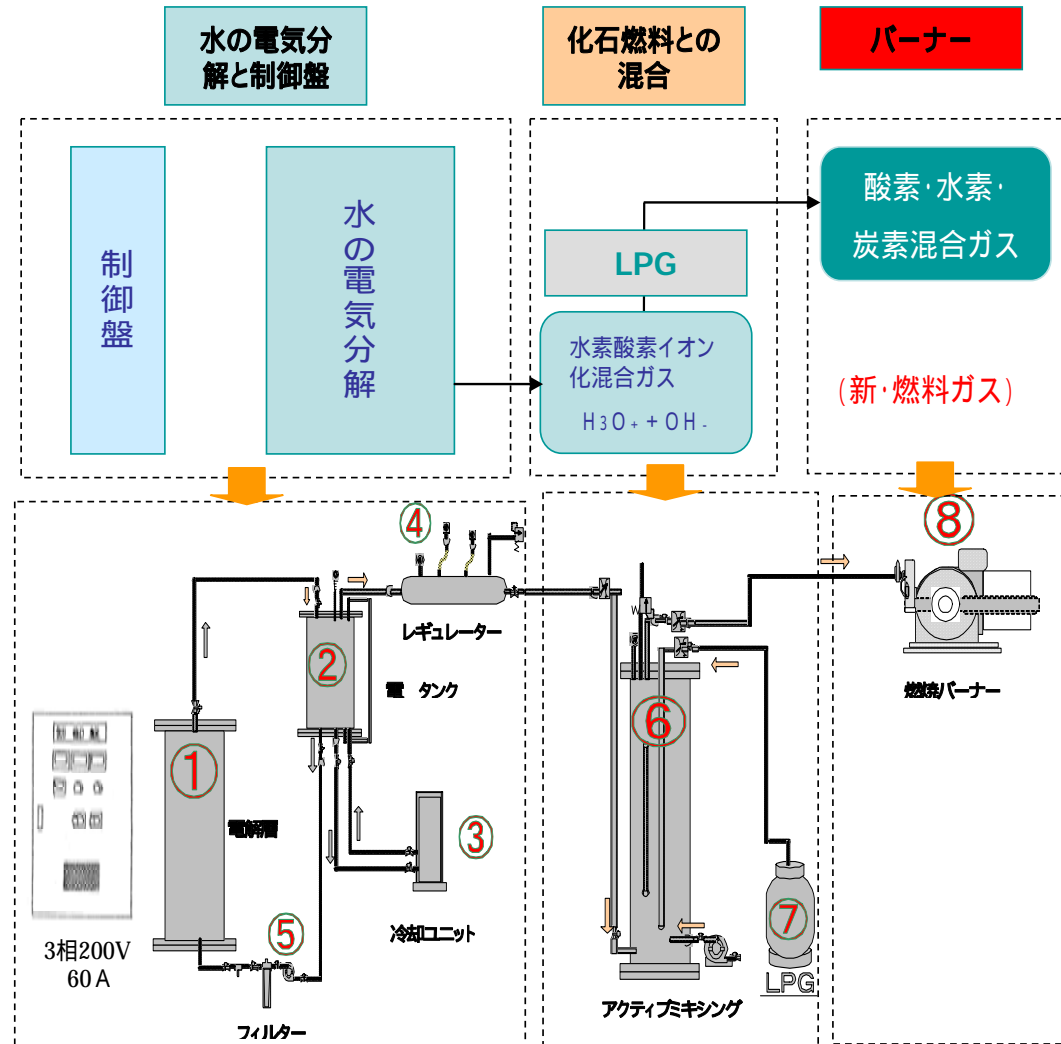 水の電気分
解と制御盤
化石燃料との
混合
バーナー
制御盤
水の電気分解
LPG
水素酸素イオン
化混合ガス
H3O+ + OH-
酸素・水素・
炭素混合ガス
(新・燃料ガス)
④
⑧
レギュレーター
②
電 タンク
燃焼バーナー
⑥
制御盤
①
電解層
③
⑦
⑤
冷却ユニット
3相200V
60A
LPG
フィルター
アクティブミキシング